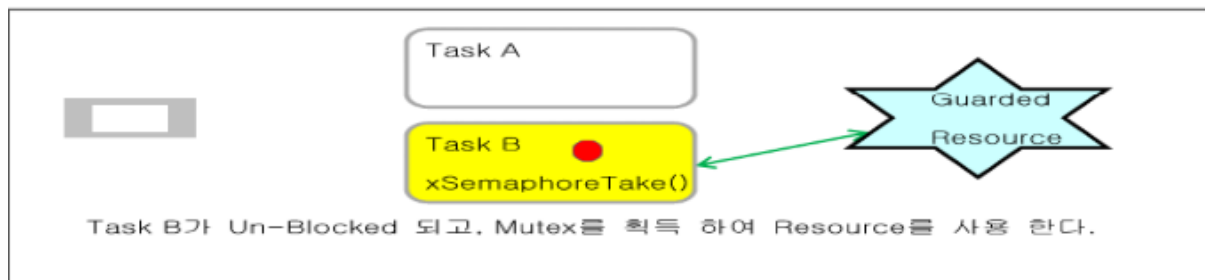 Task A
Task B
xSemaphoreTake()
Guarded
Resource
Task B가 Un-Blocked 되고, Mutex를 획득 하여 Resource를 사용 한다.